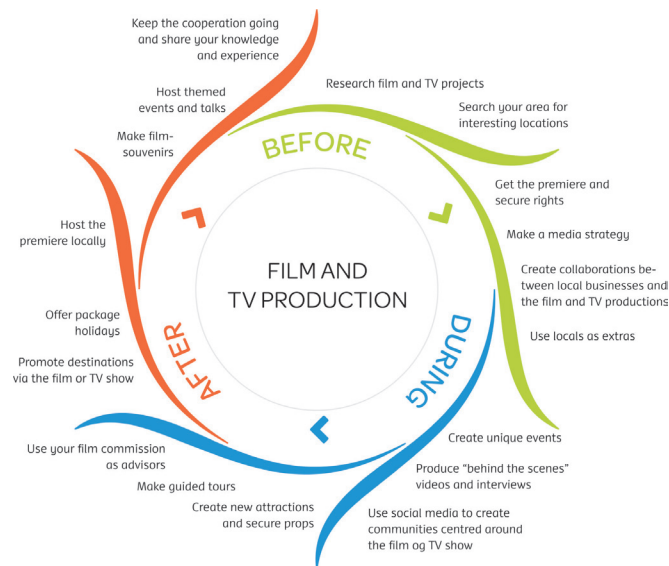 Keep the cooperation going
and share your knowledge
and experience
Host themed
events and talks
Make film-
souvenirs
Research film and TV projects
Search your area for
interesting locations
BEFORE
Get the premiere and
secure rights
Make a media strategy
Create collaborations be-
tween local businesses and
the film and TV productions
Use locals as extras
FILM AND
TV PRODUCTION
DURING
Create unique events
Produce “behind the scenes”
videos and interviews
Use social media to create
communities centred around
the film og TV show
Create new attractions
and secure props
Make guided tours
Use your film commission
as advisors
AFTER
Promote destinations
via the film or TV show
Offer package
holidays
Host the
premiere locally